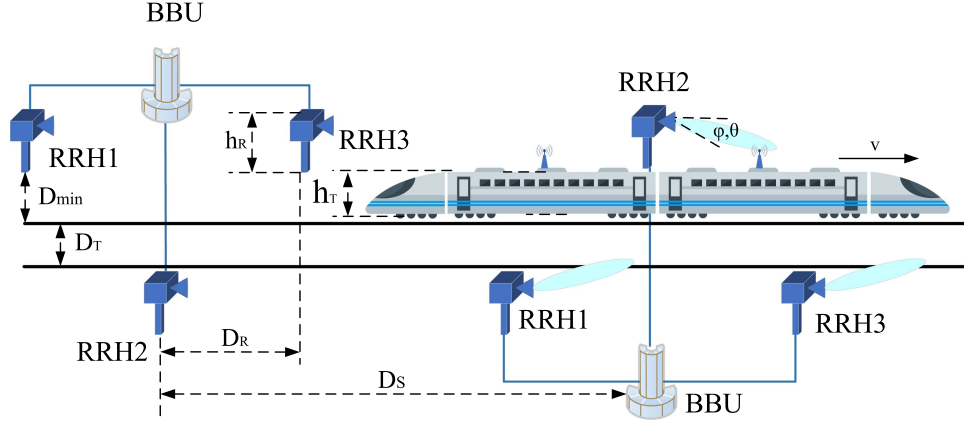 BBU
RRH2
φ,θ
v
RRH1
hR
RRH3
hT
Dmin
DT
RRH2
DR
RRH1
RRH3
DS
BBU